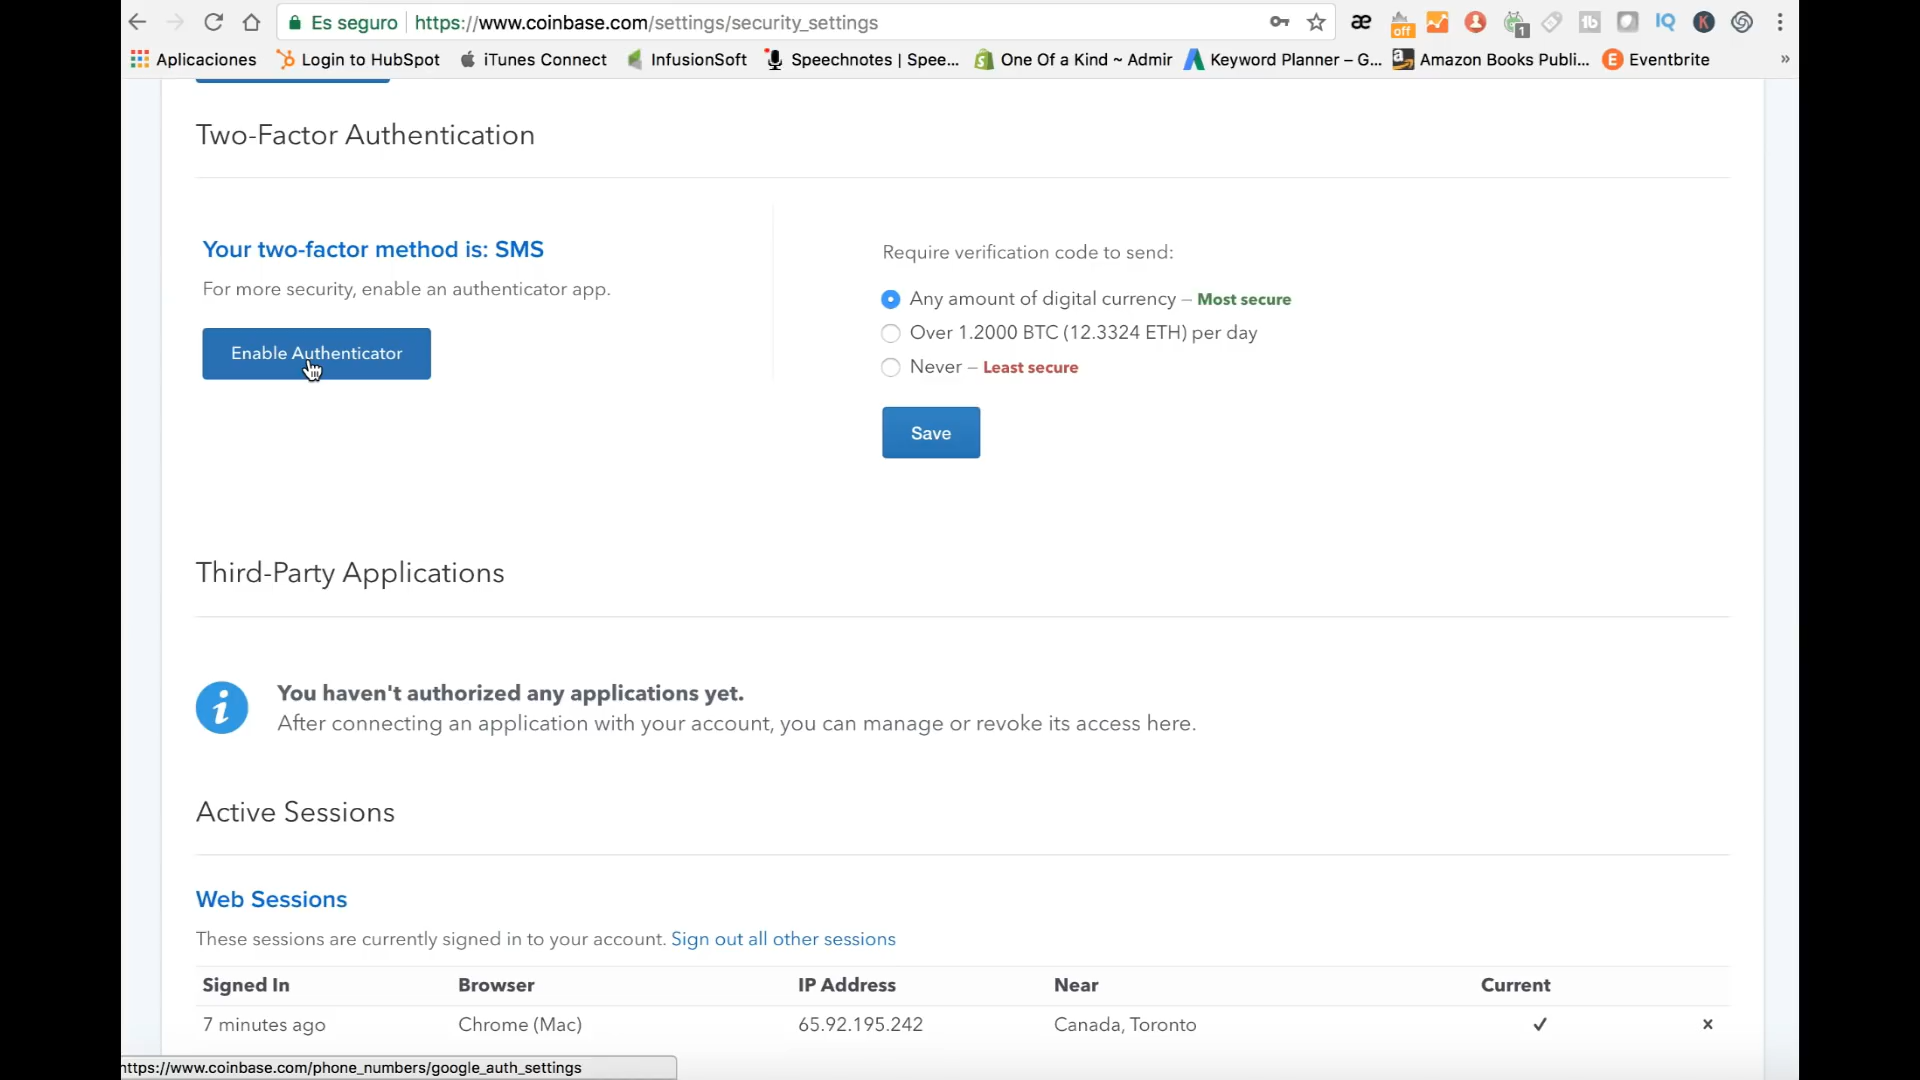 Es seguro https://www.coinbase.com/settings/security_settings
æ off 1 tb IQ K
Aplicaciones Login to HubSpot iTunes Connect InfusionSoft Speechnotes | Spee... One Of a Kind ~ Admir Keyword Planner – G... Amazon Books Publi... E Eventbrite »
Two-Factor Authentication
Your two-factor method is: SMS
For more security, enable an authenticator app.
Enable Authenticator
Require verification code to send:
Any amount of digital currency – Most secure
Over 1.2000 BTC (12.3324 ETH) per day
Never – Least secure
Save
Third-Party Applications
You haven't authorized any applications yet.
After connecting an application with your account, you can manage or revoke its access here.
Active Sessions
Web Sessions
These sessions are currently signed in to your account. Sign out all other sessions
Signed In Browser IP Address Near Current
7 minutes ago Chrome (Mac) 65.92.195.242 Canada, Toronto ✓ x
https://www.coinbase.com/phone_numbers/google_auth_settings